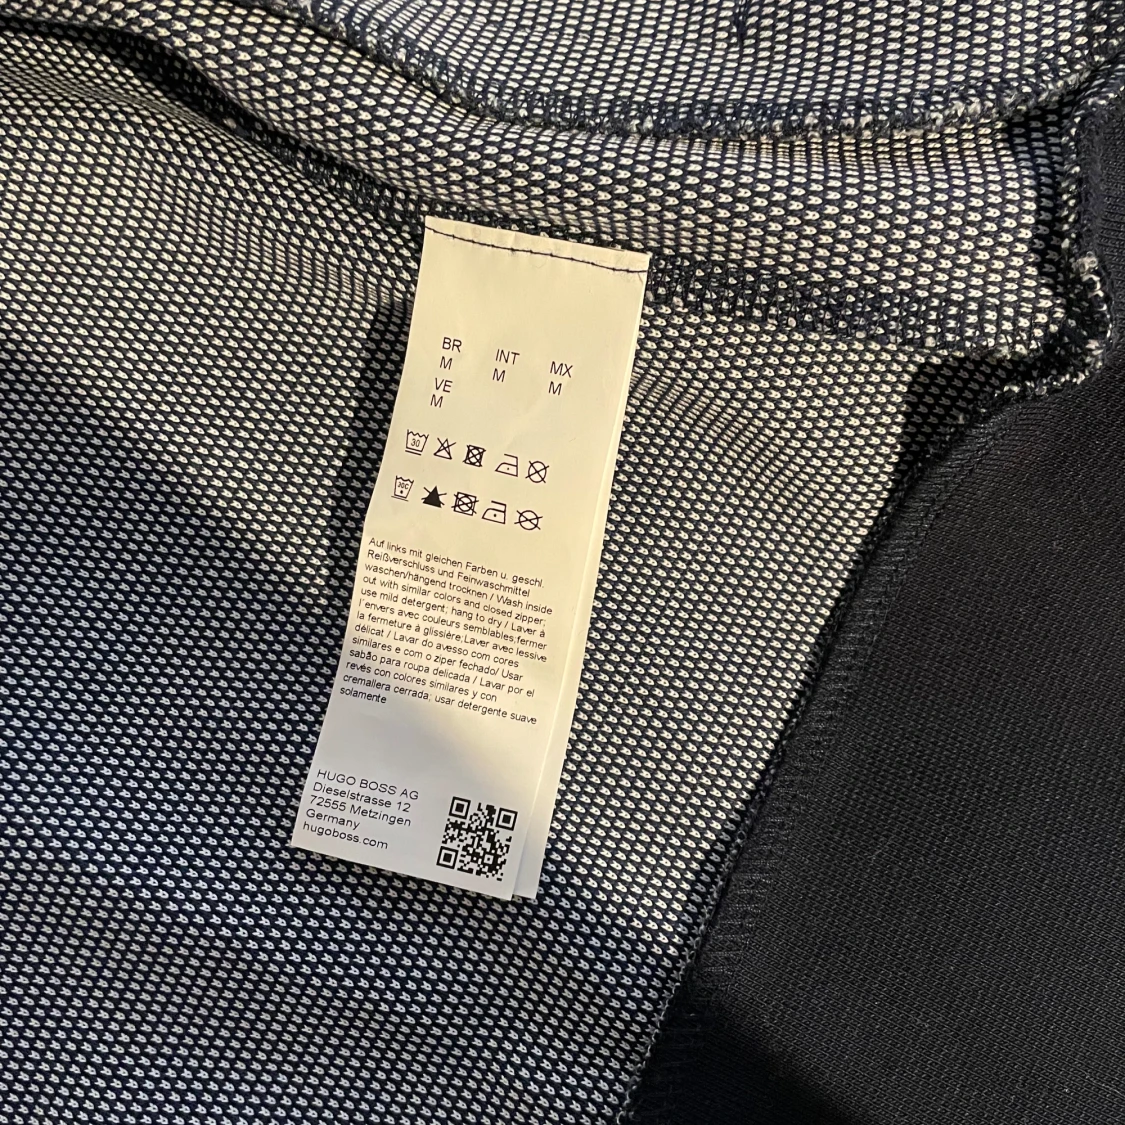 BR INT MX
M M M
VE
M
30
30C
Auf links mit gleichen Farben u. geschl.
Reißverschluss und Feinwaschmittel
waschen/hängend trocknen / Wash inside
out with similar colors and closed zipper;
use mild detergent; hang to dry / Laver à
l'envers avec couleurs semblables;fermer
la fermeture à glissière;Laver avec lessive
délicat / Lavar do avesso com cores
similares e com o ziper fechado/ Usar
sabão para roupa delicada / Lavar por el
revés con colores similares y con
cremallera cerrada; usar detergente suave
solamente
HUGO BOSS AG
Dieselstrasse 12
72555 Metzingen
Germany
hugoboss.com